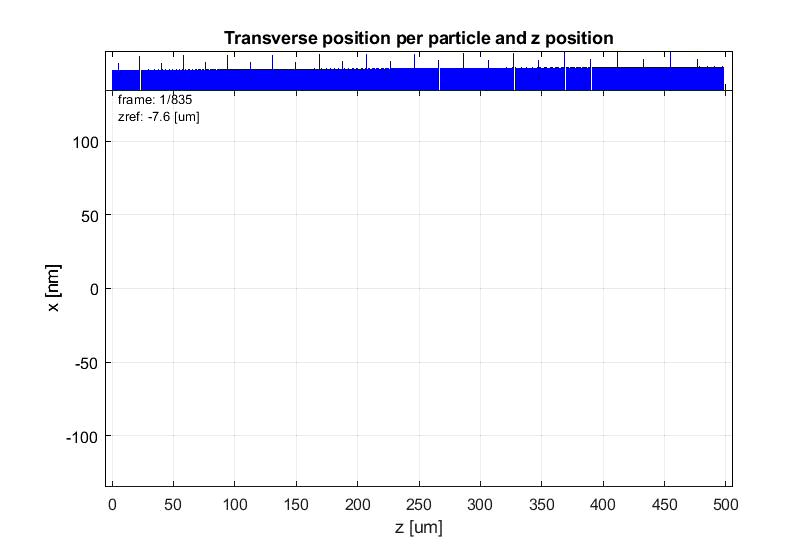 Transverse position per particle and z position
frame: 1/835
zref: -7.6 [um]
100
50
0
-50
-100
x [nm]
0 50 100 150 200 250 300 350 400 450 500
z [um]